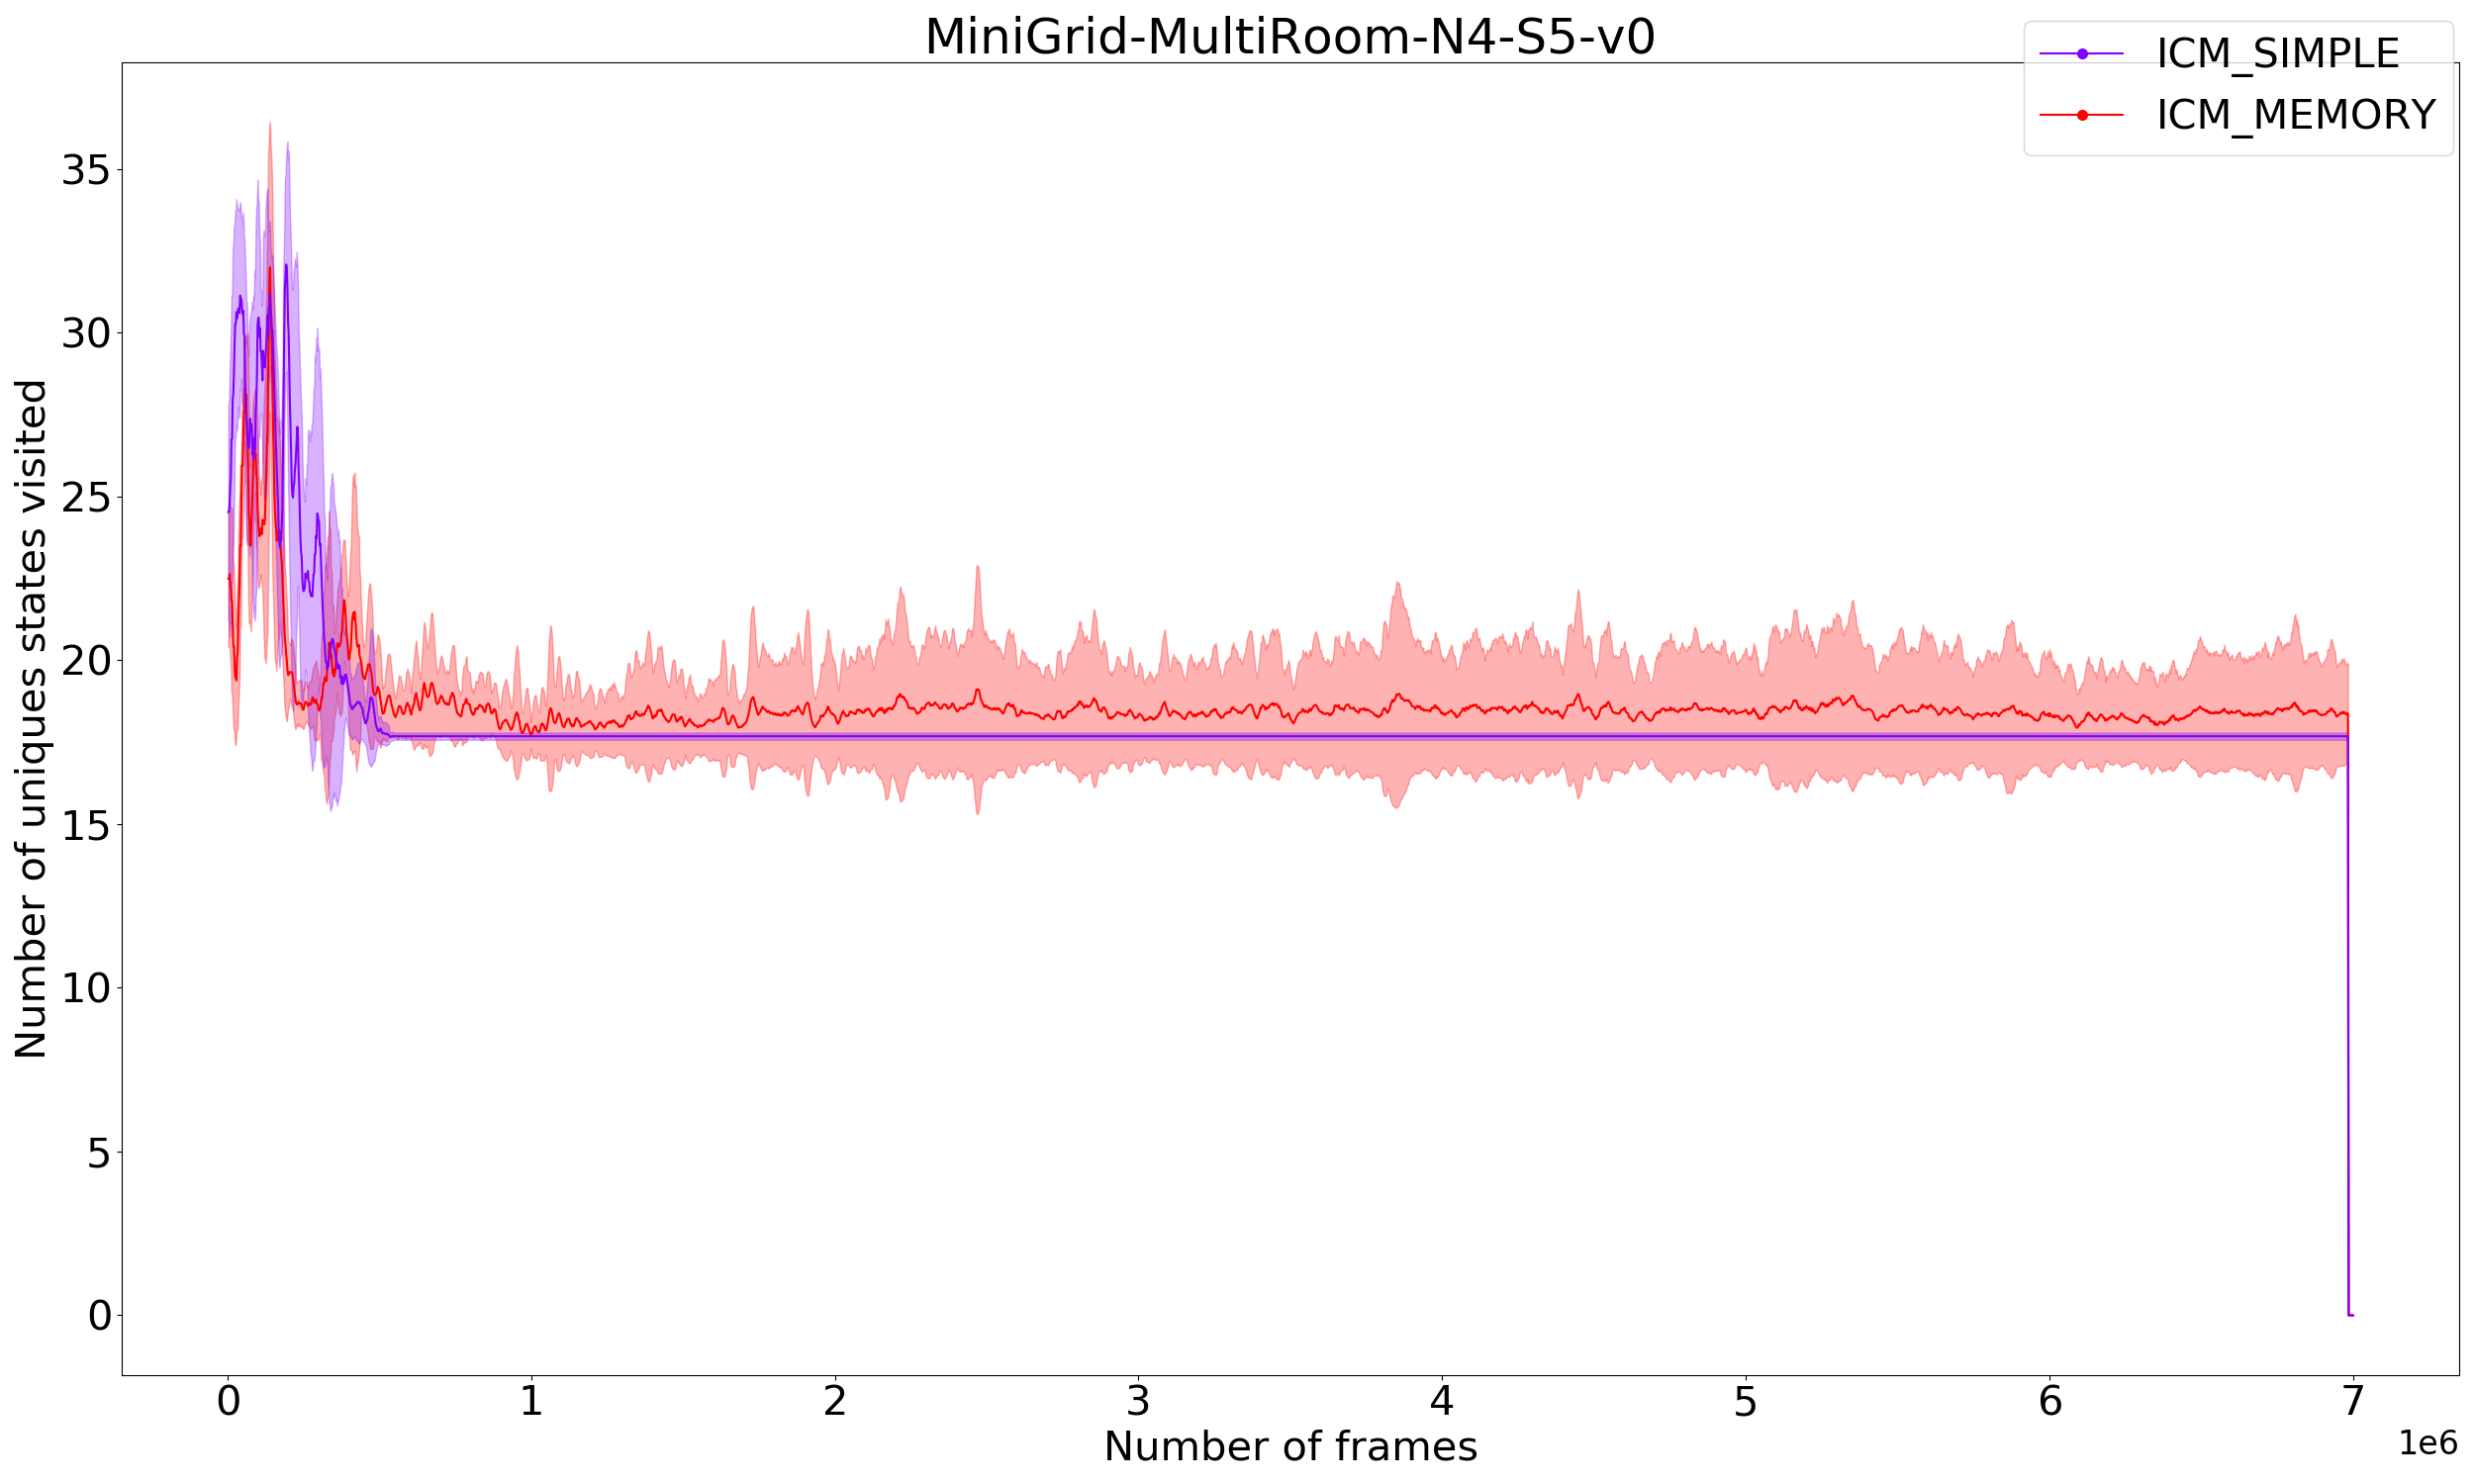 MiniGrid-MultiRoom-N4-S5-v0
ICM_SIMPLE
ICM_MEMORY
Number of uniques states visited
35
30
25
20
15
10
5
0
0 1 2 3 4 5 6 7
1e6
Number of frames